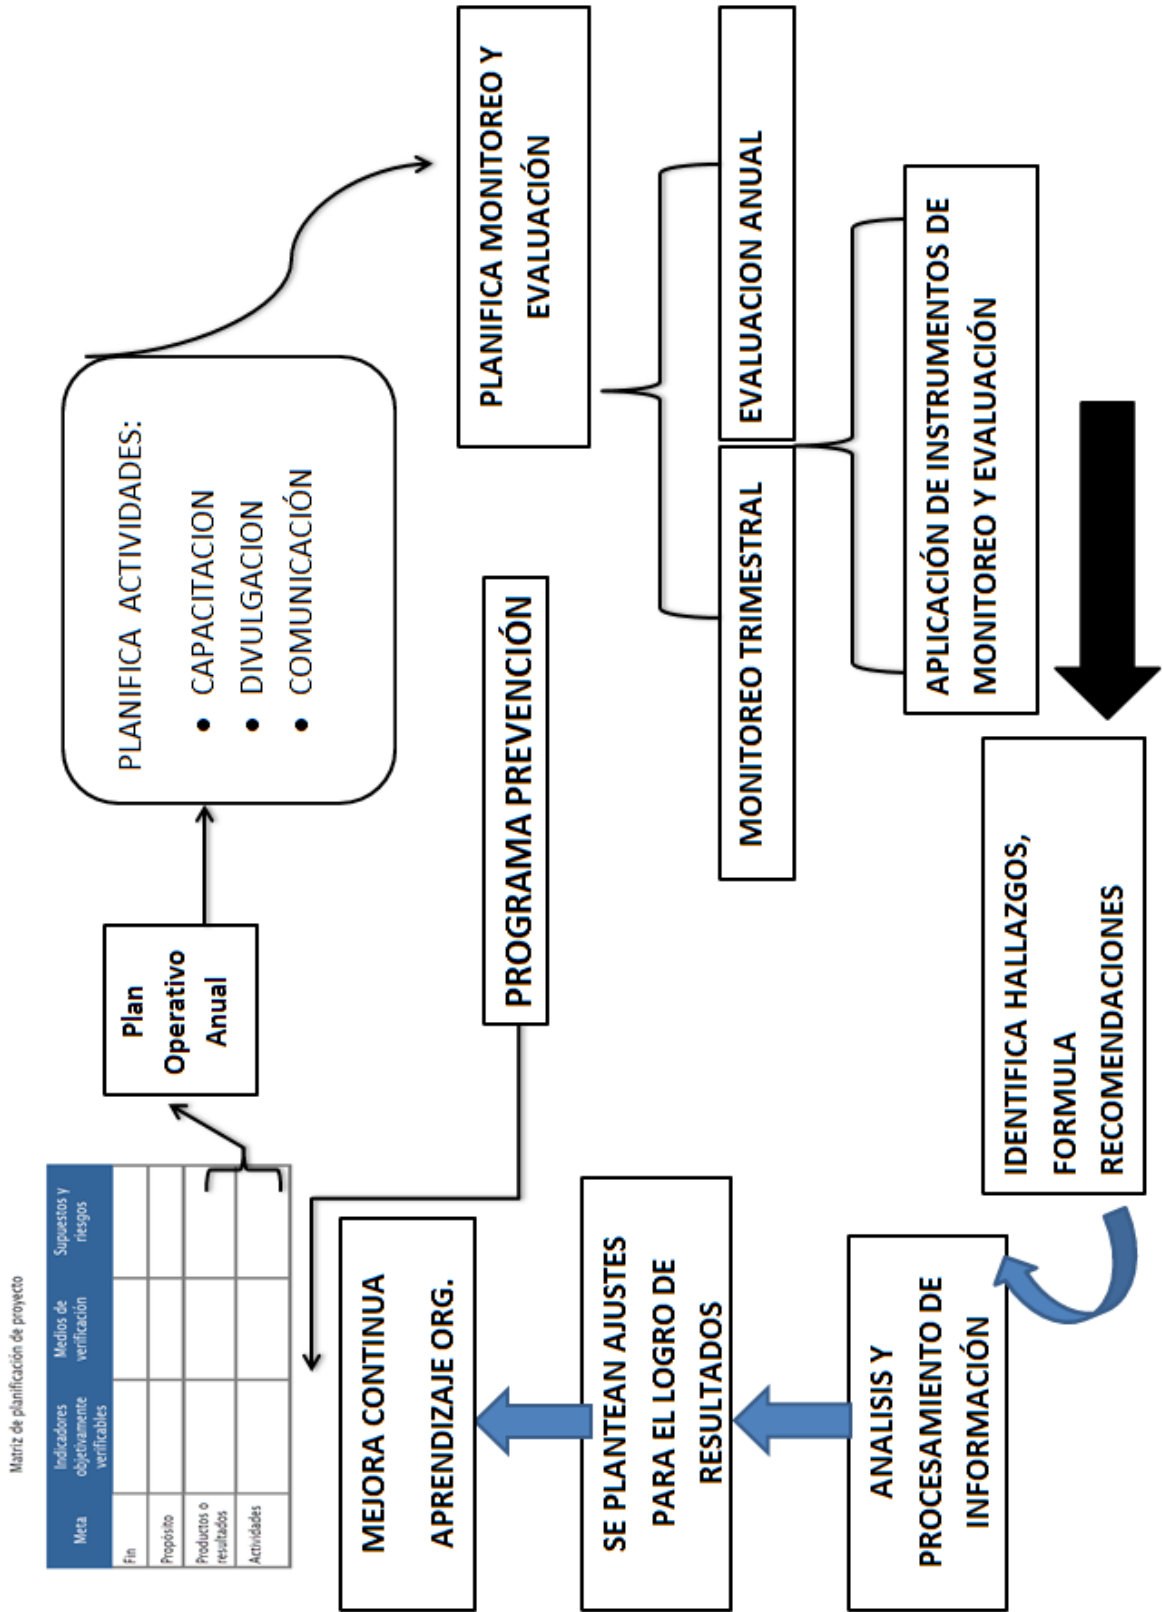 Matriz de planificación de proyecto
Meta
Indicadores
objetivamente
verificables
Medios de
verificación
Supuestos y
riesgos
Fin
Propósito
Productos o
resultados
Actividades
Plan
Operativo
Anual
PLANIFICA ACTIVIDADES:
• CAPACITACION
• DIVULGACION
• COMUNICACIÓN
PLANIFICA MONITOREO Y
EVALUACIÓN
PROGRAMA PREVENCIÓN
MONITOREO TRIMESTRAL
EVALUACION ANUAL
APLICACIÓN DE INSTRUMENTOS DE
MONITOREO Y EVALUACIÓN
IDENTIFICA HALLAZGOS,
FORMULA
RECOMENDACIONES
ANALISIS Y
PROCESAMIENTO DE
INFORMACIÓN
SE PLANTEAN AJUSTES
PARA EL LOGRO DE
RESULTADOS
MEJORA CONTINUA
APRENDIZAJE ORG.